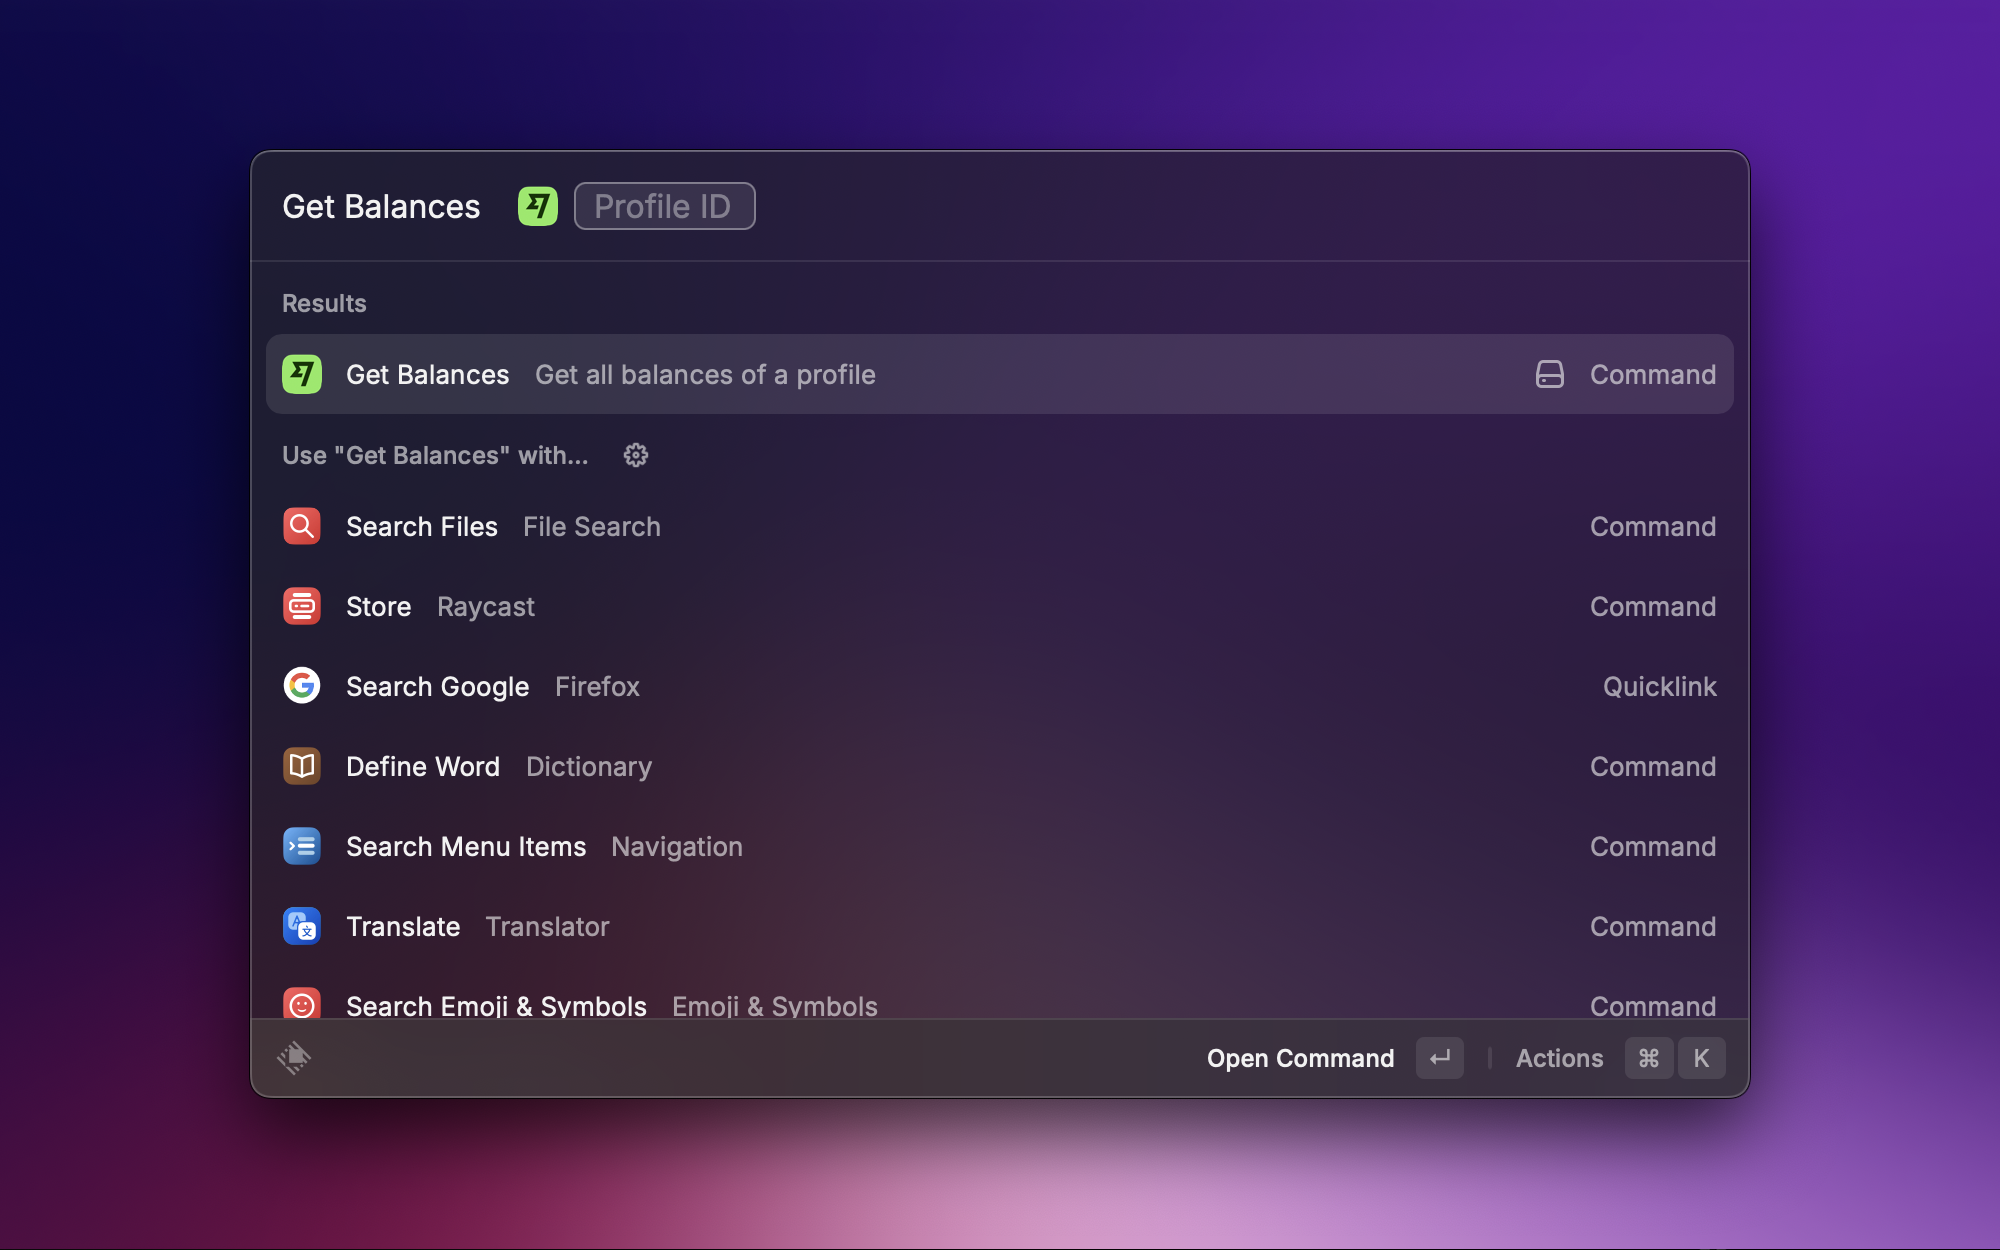 Get Balances Profile ID
Results
Get Balances Get all balances of a profile Command
Use "Get Balances" with...
Search Files File Search Command
Store Raycast Command
Search Google Firefox Quicklink
Define Word Dictionary Command
Search Menu Items Navigation Command
Translate Translator Command
Search Emoji & Symbols Emoji & Symbols Command
Open Command ↵ Actions ⌘ K